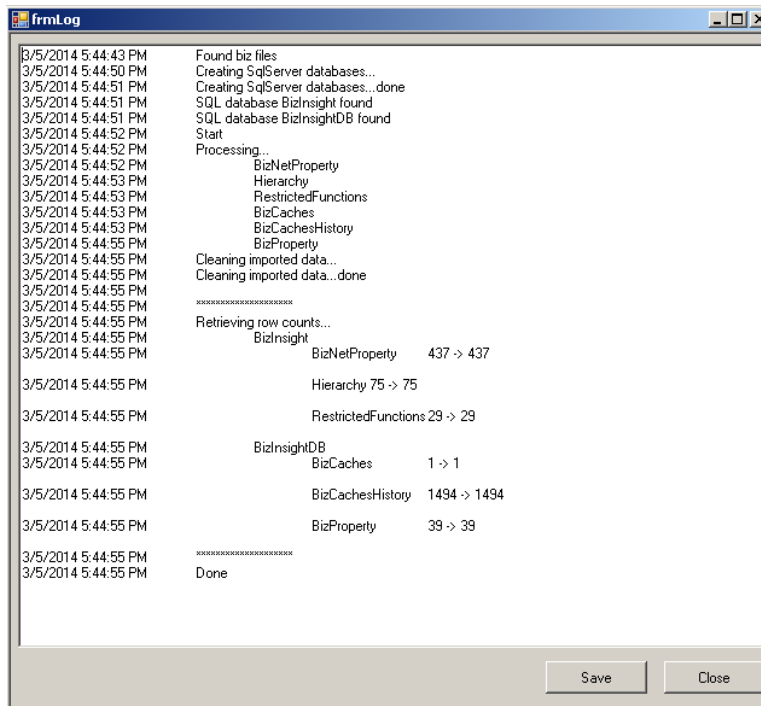 frmLog
3/5/2014 5:44:43 PM Found biz files
3/5/2014 5:44:50 PM Creating SqlServer databases...
3/5/2014 5:44:51 PM Creating SqlServer databases...done
3/5/2014 5:44:51 PM SQL database BizInsight found
3/5/2014 5:44:51 PM SQL database BizInsightDB found
3/5/2014 5:44:52 PM Start
3/5/2014 5:44:52 PM Processing...
3/5/2014 5:44:52 PM BizNetProperty
3/5/2014 5:44:53 PM Hierarchy
3/5/2014 5:44:53 PM RestrictedFunctions
3/5/2014 5:44:53 PM BizCaches
3/5/2014 5:44:53 PM BizCachesHistory
3/5/2014 5:44:55 PM BizProperty
3/5/2014 5:44:55 PM Cleaning imported data...
3/5/2014 5:44:55 PM Cleaning imported data...done
3/5/2014 5:44:55 PM
3/5/2014 5:44:55 PM ********************
3/5/2014 5:44:55 PM Retrieving row counts...
3/5/2014 5:44:55 PM BizInsight
3/5/2014 5:44:55 PM BizNetProperty 437 -> 437
3/5/2014 5:44:55 PM Hierarchy 75 -> 75
3/5/2014 5:44:55 PM RestrictedFunctions 29 -> 29
3/5/2014 5:44:55 PM BizInsightDB
3/5/2014 5:44:55 PM BizCaches 1 -> 1
3/5/2014 5:44:55 PM BizCachesHistory 1494 -> 1494
3/5/2014 5:44:55 PM BizProperty 39 -> 39
3/5/2014 5:44:55 PM ********************
3/5/2014 5:44:55 PM Done
Save Close